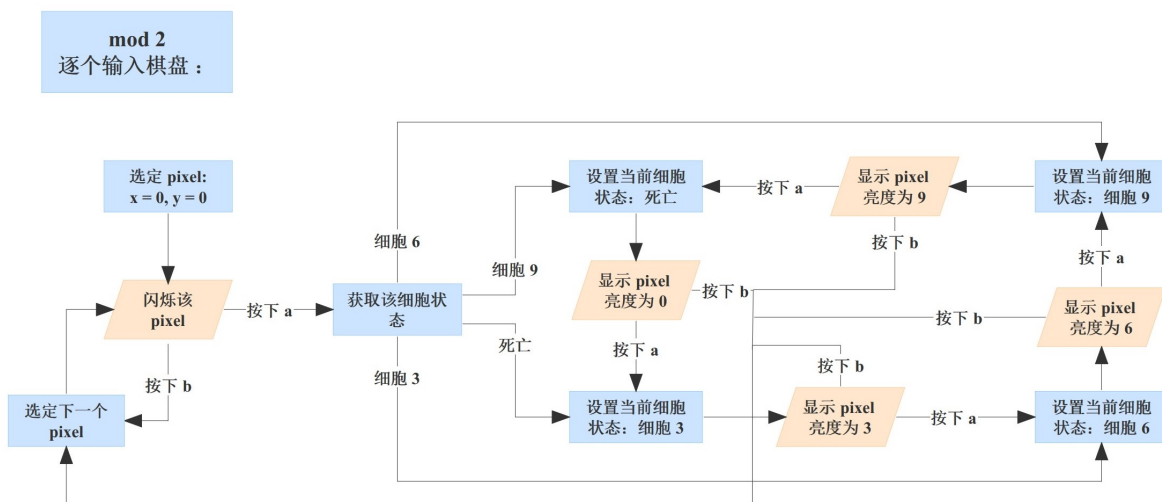 mod 2
逐个输入棋盘：
选定 pixel:
x = 0, y = 0
设置当前细胞
状态：死亡
按下 a
显示 pixel
亮度为 9
设置当前细胞
状态：细胞 9
细胞 6
细胞 9
按下 b
按下 a
闪烁该
pixel
按下 a
获取该细胞状
态
显示 pixel
亮度为 0
按下 b
按下 b
显示 pixel
亮度为 6
死亡
按下 a
按下 b
细胞 3
按下 b
选定下一个
pixel
设置当前细胞
状态：细胞 3
显示 pixel
亮度为 3
按下 a
设置当前细胞
状态：细胞 6